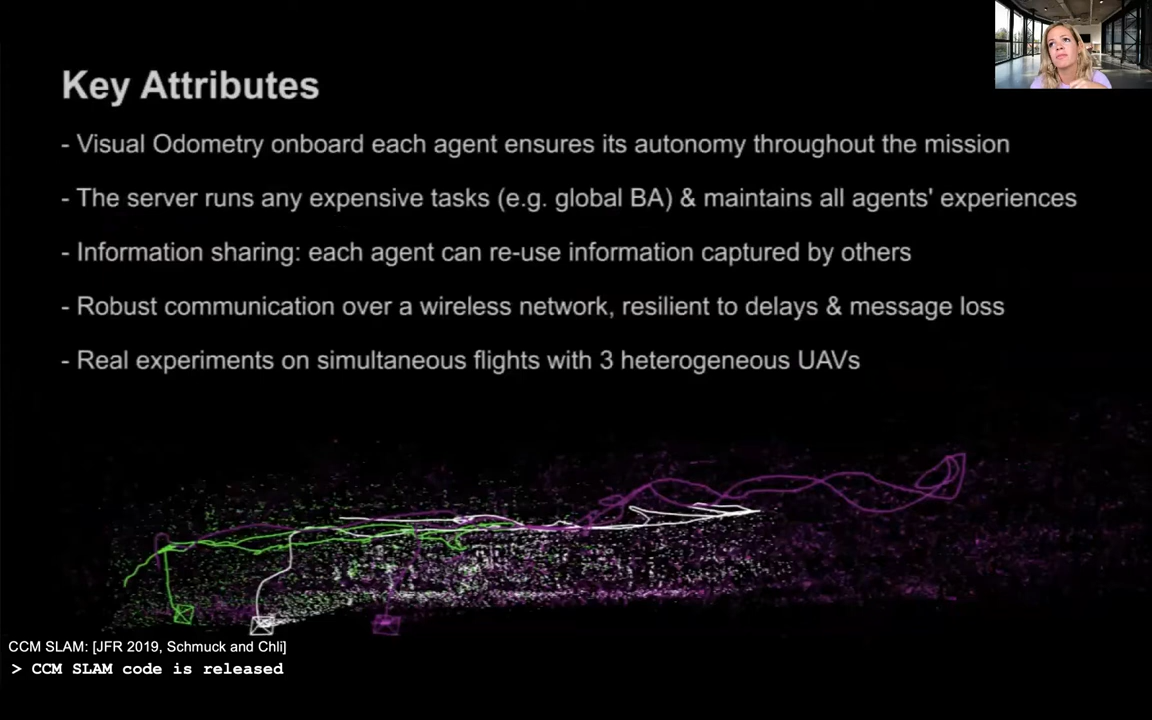 Key Attributes
- Visual Odometry onboard each agent ensures its autonomy throughout the mission
- The server runs any expensive tasks (e.g. global BA) & maintains all agents' experiences
- Information sharing: each agent can re-use information captured by others
- Robust communication over a wireless network, resilient to delays & message loss
- Real experiments on simultaneous flights with 3 heterogeneous UAVs
CCM SLAM: [JFR 2019, Schmuck and Chli]
> CCM SLAM code is released